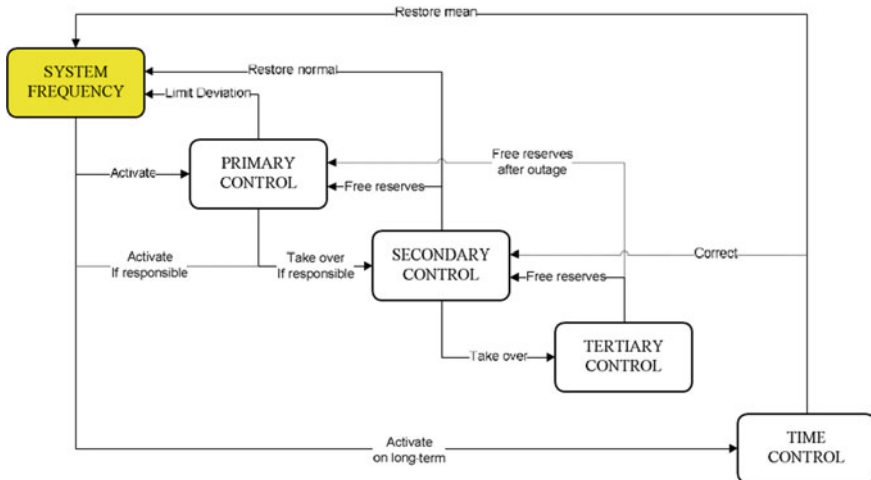 Restore mean
SYSTEM
FREQUENCY
Restore normal
Limit Deviation
PRIMARY
CONTROL
Free reserves
after outage
Activate
Free reserves
Activate
If responsible
Take over
If responsible
SECONDARY
CONTROL
Correct
Free reserves
TERTIARY
CONTROL
Take over
Activate
on long-term
TIME
CONTROL